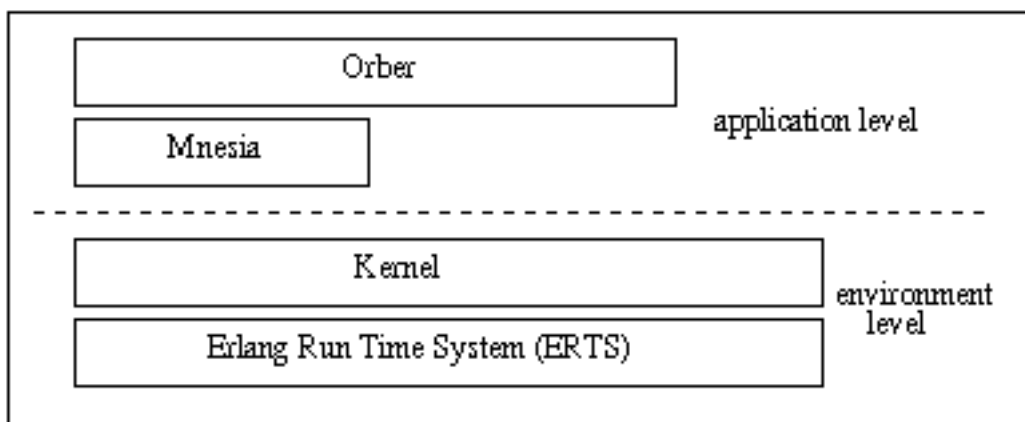 Orber
application level
Mnesia
Kernel
environment
level
Erlang Run Time System (ERTS)